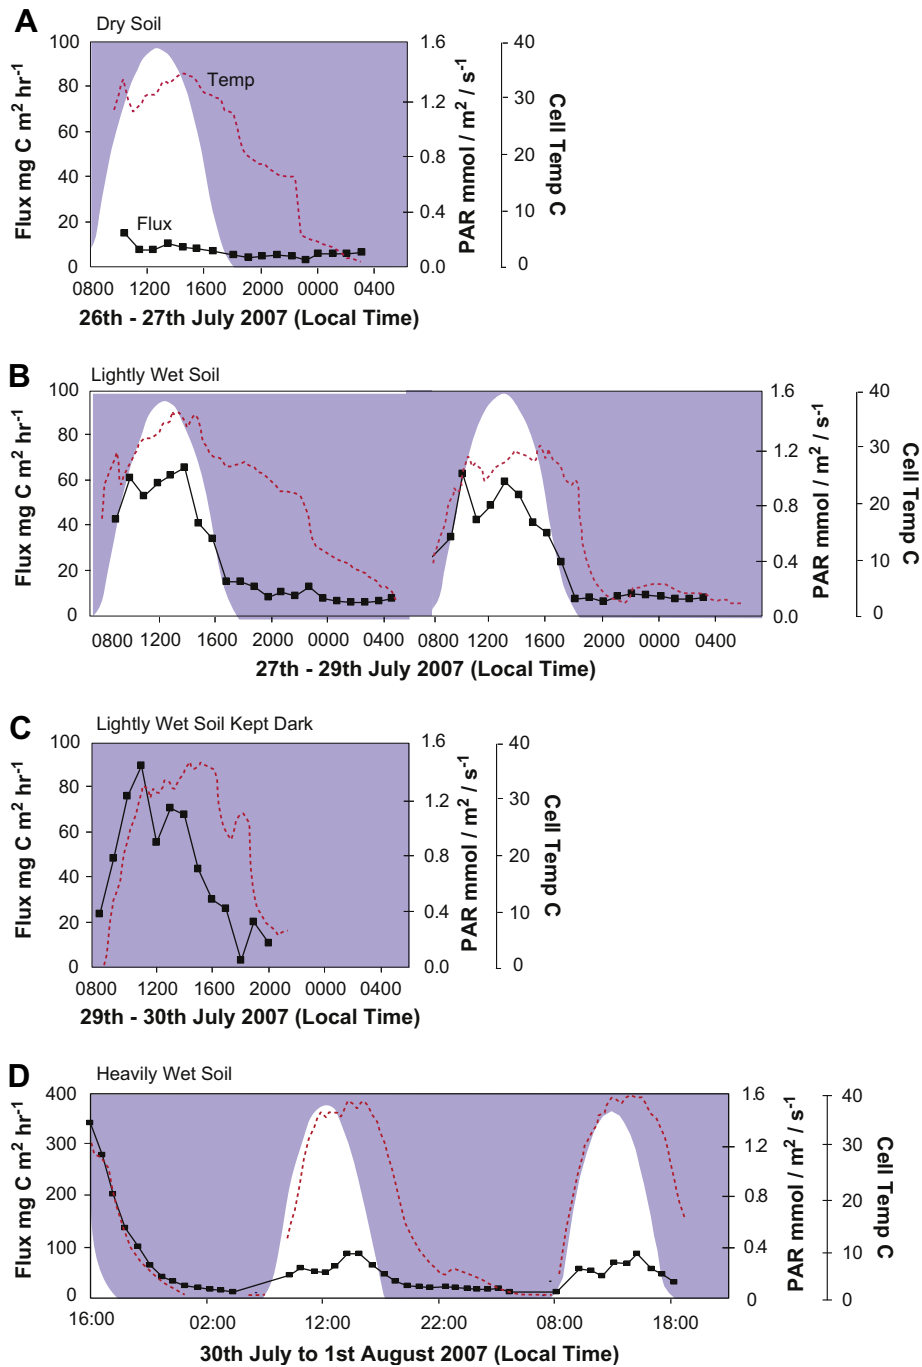 A
Dry Soil
100
80
60
40
20
0
Flux mg C m² hr⁻¹
Temp
Flux
1.6
1.2
0.8
0.4
0.0
PAR mmol / m² / s⁻¹
40
30
20
10
0
Cell Temp C
0800 1200 1600 2000 0000 0400
26th - 27th July 2007 (Local Time)
B
Lightly Wet Soil
100
80
60
40
20
0
Flux mg C m² hr⁻¹
1.6
1.2
0.8
0.4
0.0
PAR mmol / m² / s⁻¹
40
30
20
10
0
Cell Temp C
0800 1200 1600 2000 0000 0400 0800 1200 1600 2000 0000 0400
27th - 29th July 2007 (Local Time)
C
Lightly Wet Soil Kept Dark
100
80
60
40
20
0
Flux mg C m² hr⁻¹
1.6
1.2
0.8
0.4
0.0
PAR mmol / m² / s⁻¹
40
30
20
10
0
Cell Temp C
0800 1200 1600 2000 0000 0400
29th - 30th July 2007 (Local Time)
D
Heavily Wet Soil
400
300
200
100
0
Flux mg C m² hr⁻¹
1.6
1.2
0.8
0.4
0
PAR mmol / m² / s⁻¹
40
30
20
10
0
Cell Temp C
16:00 02:00 12:00 22:00 08:00 18:00
30th July to 1st August 2007 (Local Time)